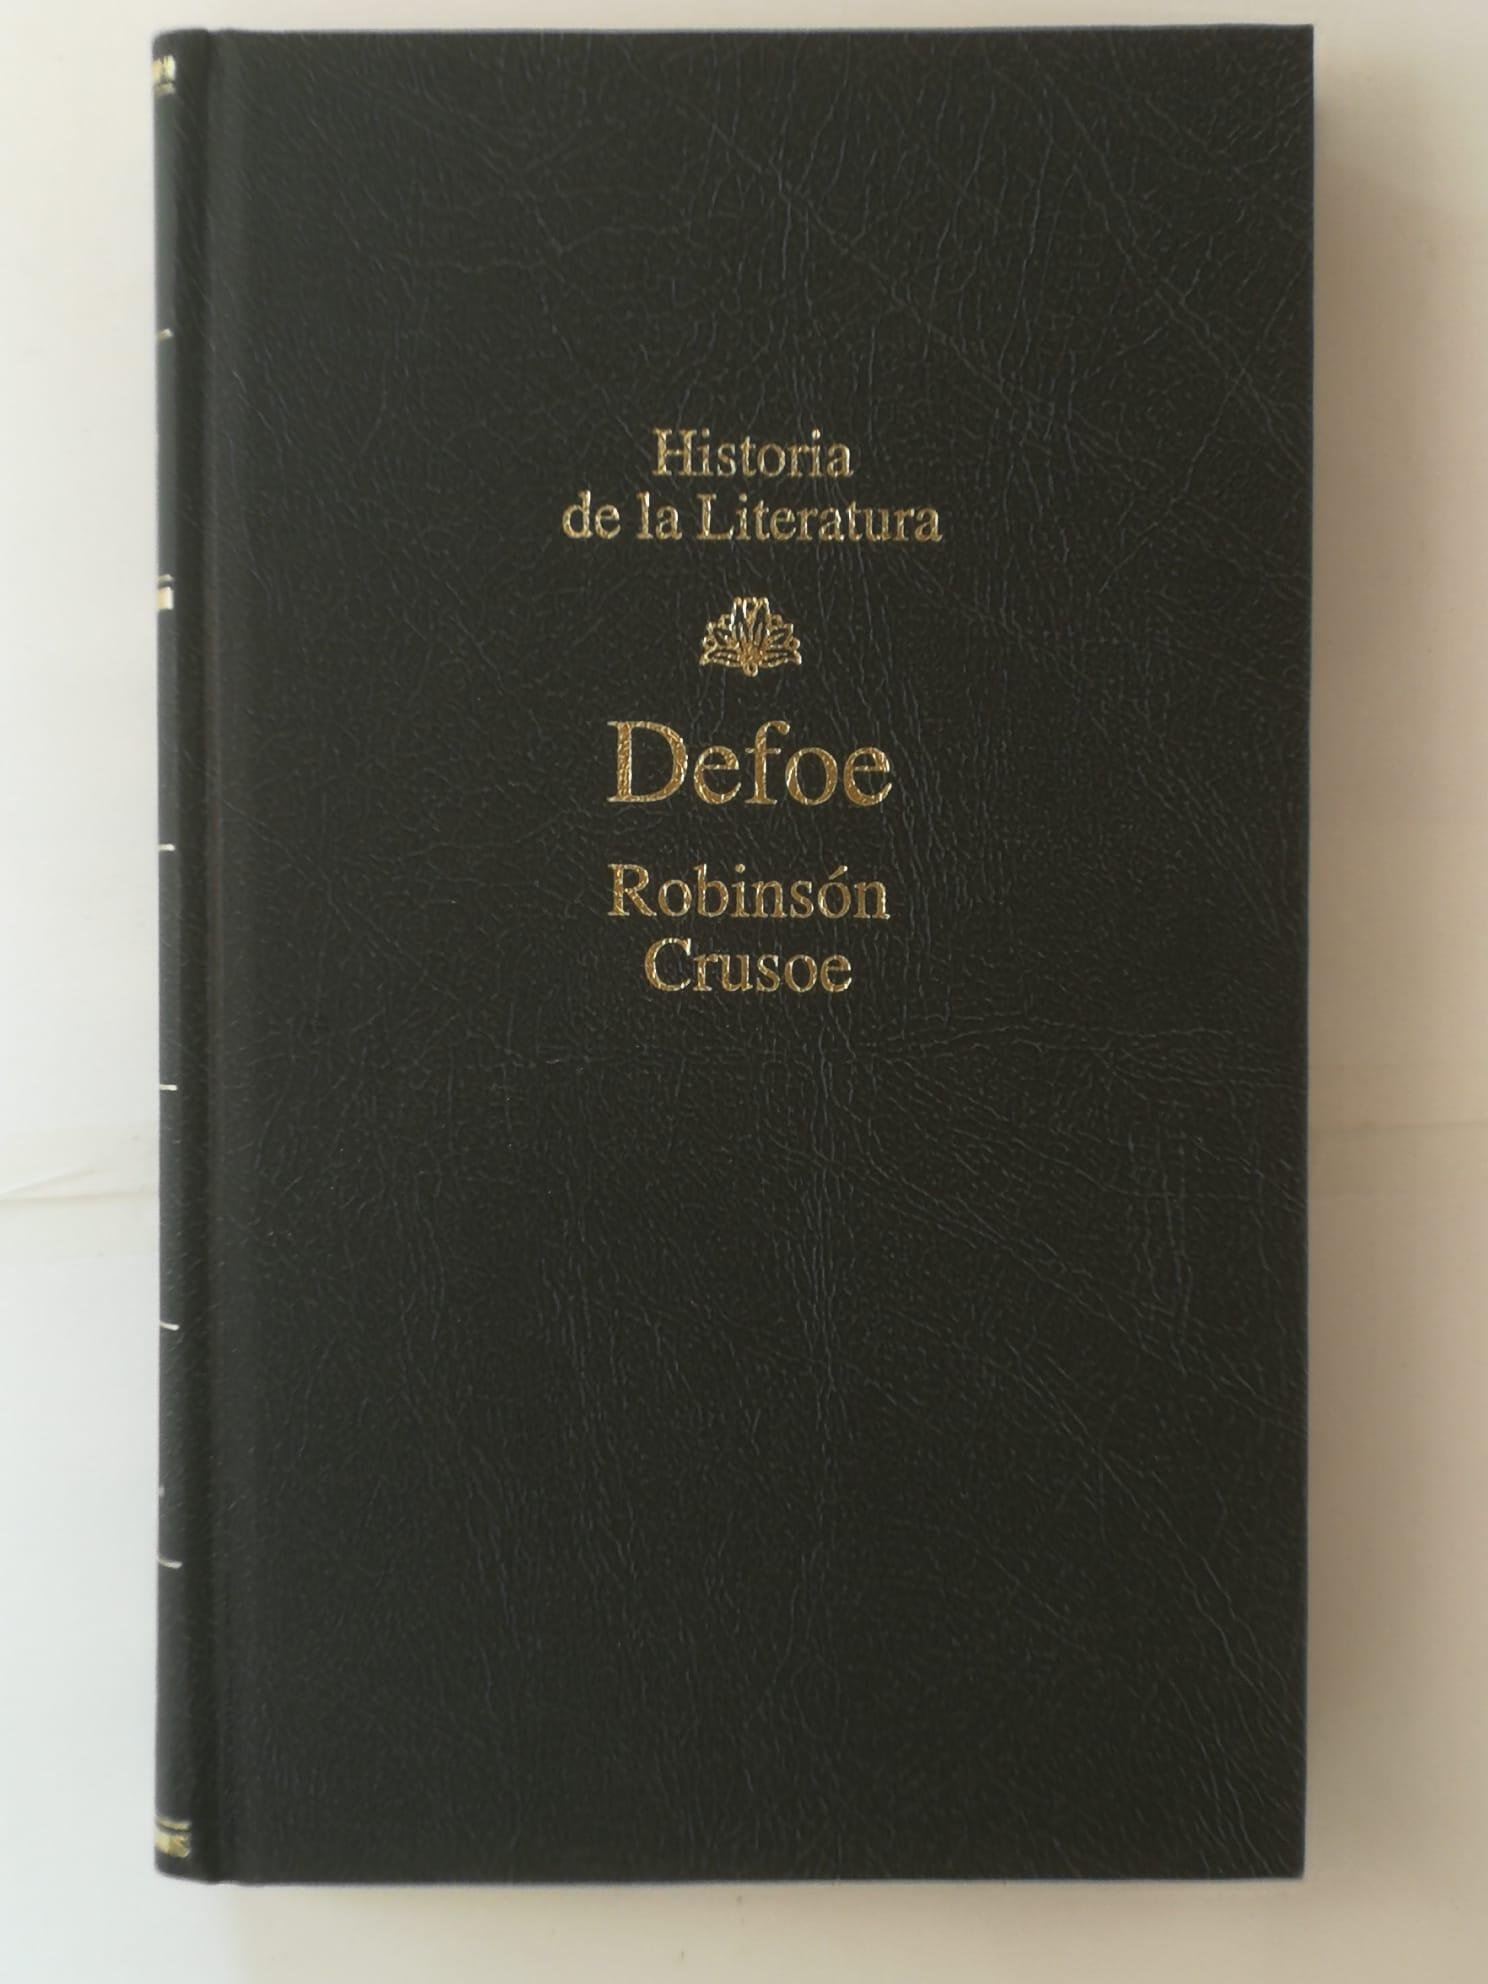 Historia
de la Literatura
Defoe
Robinsón
Crusoe